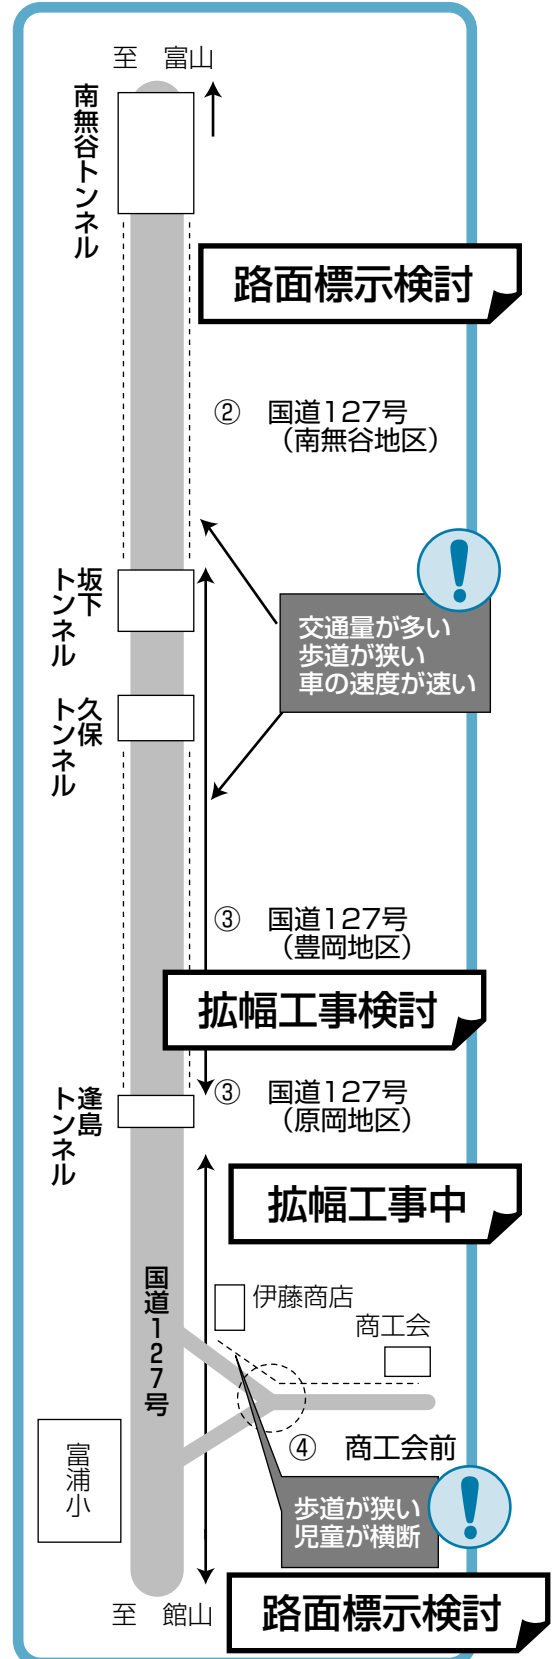 至　富山
南無谷トンネル
路面標示検討
②　国道127号
（南無谷地区）
坂下
トンネル
交通量が多い
歩道が狭い
車の速度が速い
久保
トンネル
③　国道127号
（豊岡地区）
拡幅工事検討
③　国道127号
（原岡地区）
逢島
トンネル
拡幅工事中
国道127号
伊藤商店
商工会
④　商工会前
富浦小
歩道が狭い
児童が横断
路面標示検討
至　館山